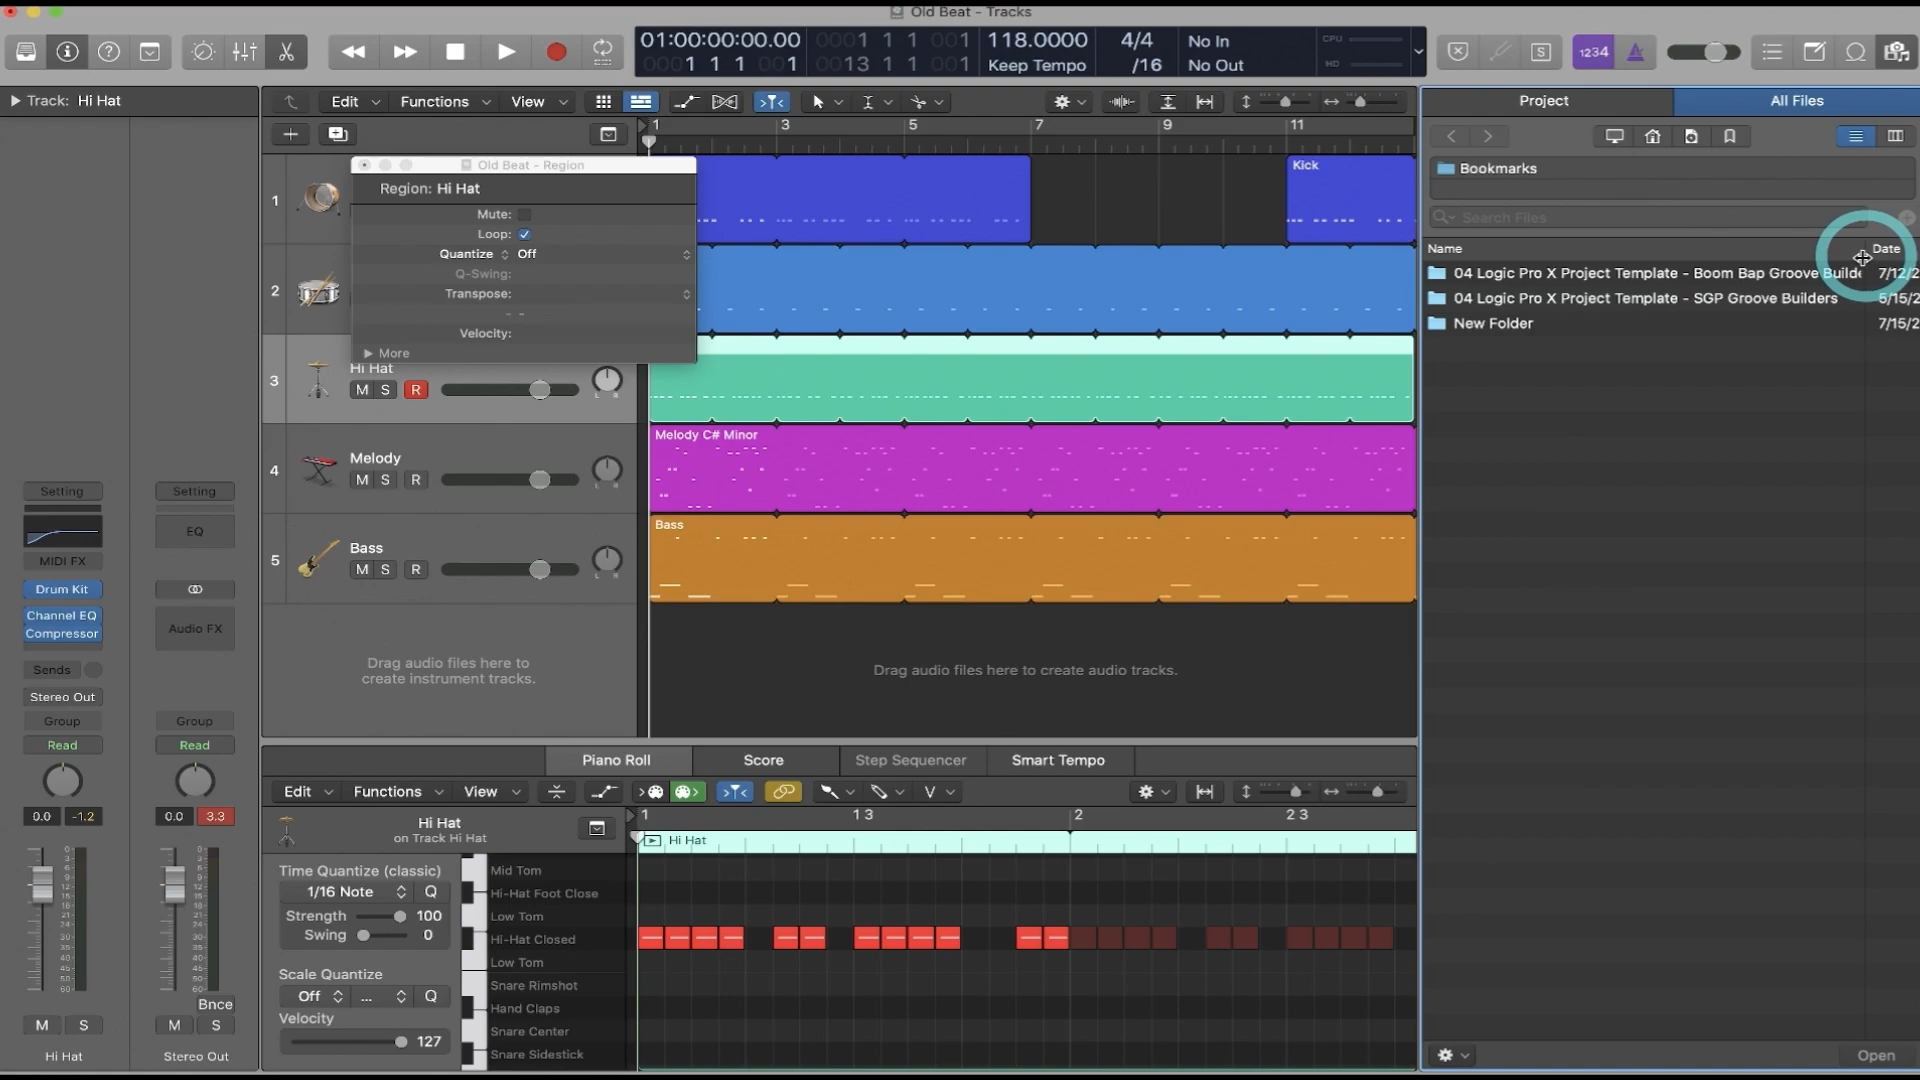 Old Beat - Tracks
01:00:00:00.00
0001 1 1 001
118.0000
4/4
No In
CPU
1 1 1 001
0013 1 1 001
Keep Tempo
/16
No Out
HD
1234
Track: Hi Hat
Edit
Functions
View
Project
All Files
1
3
5
7
9
11
Bookmarks
Search Files
Name
Date
04 Logic Pro X Project Template - Boom Bap Groove Builde
7/12/2
04 Logic Pro X Project Template - SGP Groove Builders
5/15/2
New Folder
7/15/2
Old Beat - Region
Region: Hi Hat
Mute:
Loop:
Quantize
Off
Q-Swing:
Transpose:
- -
Velocity:
More
1
Kick
2
3
Hi Hat
M S R
L R
4
Melody
M S R
L R
Melody C# Minor
5
Bass
M S R
L R
Bass
Drag audio files here to
create instrument tracks.
Drag audio files here to create audio tracks.
Setting
Setting
EQ
MIDI FX
Drum Kit
Channel EQ
Compressor
Audio FX
Sends
Stereo Out
Group
Group
Read
Read
0.0
-1.2
0.0
3.3
Bnce
M S
M S
Hi Hat
Stereo Out
Piano Roll
Score
Step Sequencer
Smart Tempo
Edit
Functions
View
Hi Hat
on Track Hi Hat
1
1 3
2
2 3
Hi Hat
Time Quantize (classic)
1/16 Note
Q
Strength
100
Swing
0
Scale Quantize
Off
...
Q
Velocity
127
Mid Tom
Hi-Hat Foot Close
Low Tom
Hi-Hat Closed
Low Tom
Snare Rimshot
Hand Claps
Snare Center
Snare Sidestick
Open